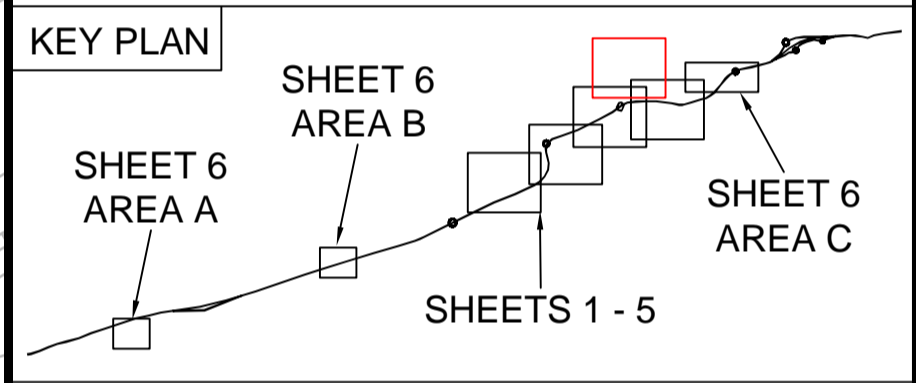 KEY PLAN
SHEET 6
AREA B
SHEET 6
AREA A
SHEET 6
AREA C
SHEETS 1 - 5